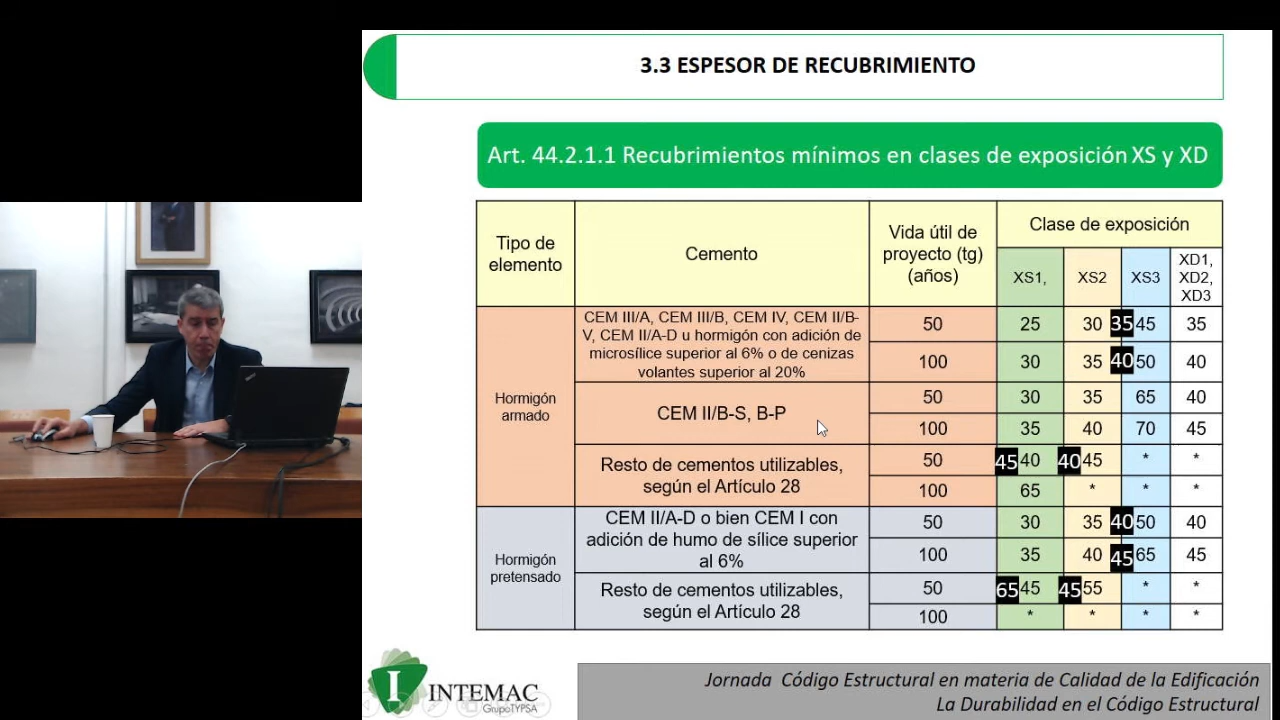 3.3 ESPESOR DE RECUBRIMIENTO
Art. 44.2.1.1 Recubrimientos mínimos en clases de exposición XS y XD
Tipo de elemento Cemento Vida útil de proyecto (tg) (años) Clase de exposición
XS1, XS2 XS3 XD1, XD2, XD3
Hormigón armado
CEM III/A, CEM III/B, CEM IV, CEM II/B-
V, CEM II/A-D u hormigón con adición de
microsílice superior al 6% o de cenizas
volantes superior al 20%
50 25 30 35 45 35
100 30 35 40 50 40
CEM II/B-S, B-P
50 30 35 65 40
100 35 40 70 45
Resto de cementos utilizables,
según el Artículo 28
50 45 40 40 45 * *
100 65 * * *
Hormigón pretensado
CEM II/A-D o bien CEM I con
adición de humo de sílice superior
al 6%
50 30 35 40 50 40
100 35 40 45 65 45
Resto de cementos utilizables,
según el Artículo 28
50 65 45 45 55 * *
100 * * * *
I INTEMAC
GrupoTYPSA
Jornada Código Estructural en materia de Calidad de la Edificación
La Durabilidad en el Código Estructural